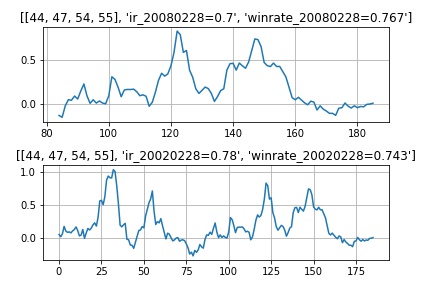 [[44, 47, 54, 55], 'ir_20080228=0.7', 'winrate_20080228=0.767']
0.5
0.0
80 100 120 140 160 180
[[44, 47, 54, 55], 'ir_20020228=0.78', 'winrate_20020228=0.743']
1.0
0.5
0.0
0 25 50 75 100 125 150 175